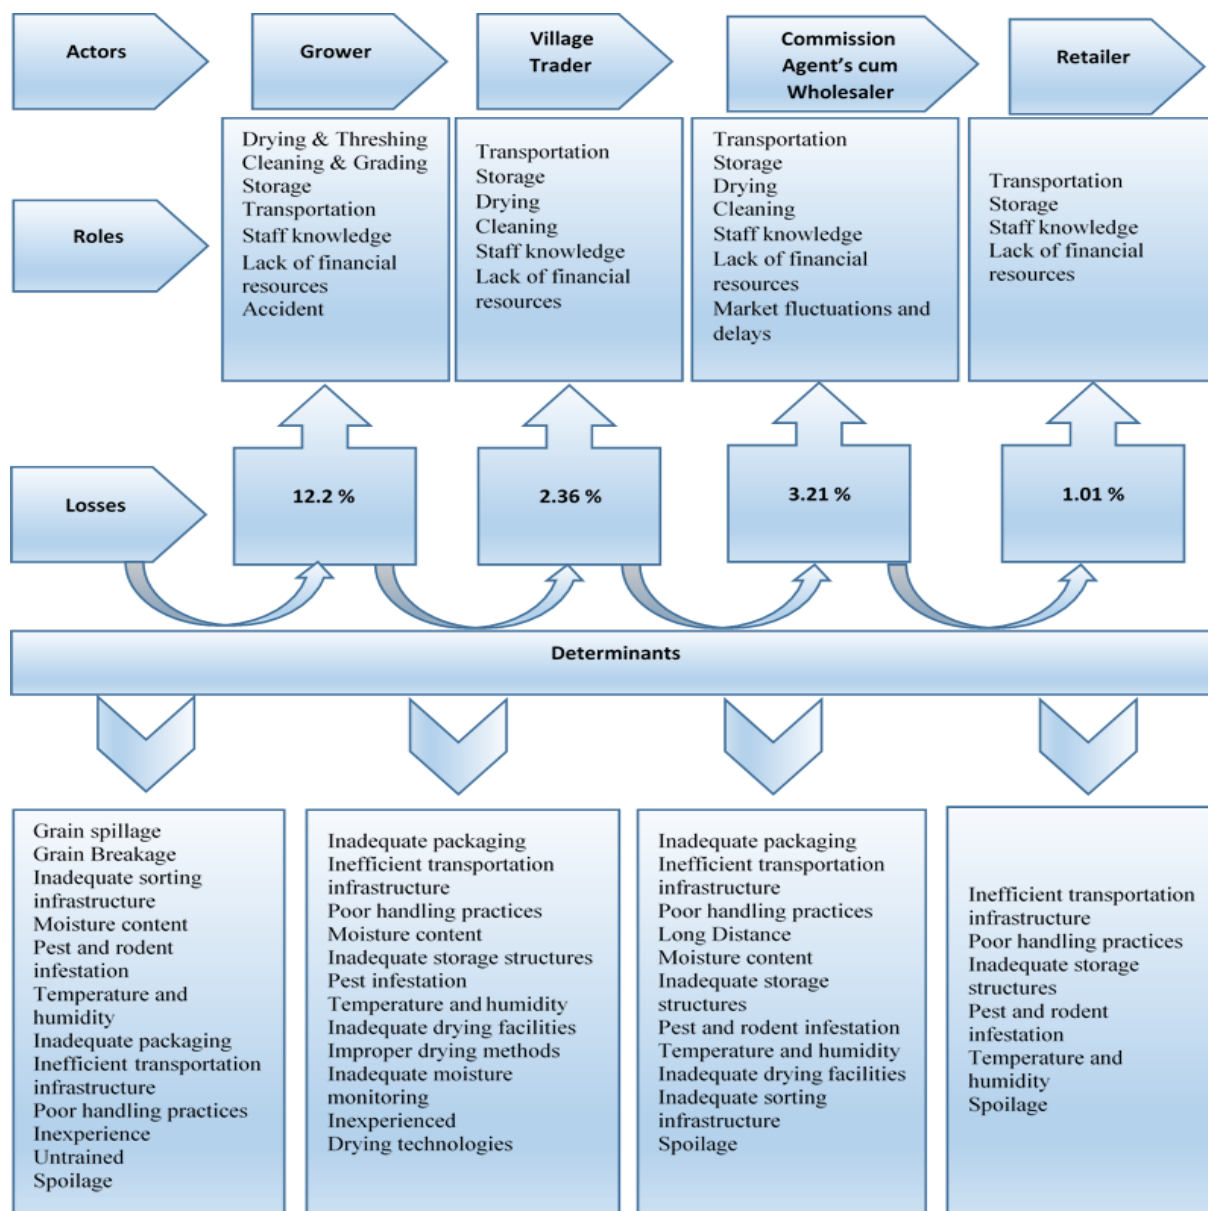 Actors
Grower
Village
Trader
Commission
Agent's cum
Wholesaler
Retailer
Roles
Drying & Threshing
Cleaning & Grading
Storage
Transportation
Staff knowledge
Lack of financial
resources
Accident
Transportation
Storage
Drying
Cleaning
Staff knowledge
Lack of financial
resources
Transportation
Storage
Drying
Cleaning
Staff knowledge
Lack of financial
resources
Market fluctuations and
delays
Transportation
Storage
Staff knowledge
Lack of financial
resources
Losses
12.2 %
2.36 %
3.21 %
1.01 %
Determinants
Grain spillage
Grain Breakage
Inadequate sorting
infrastructure
Moisture content
Pest and rodent
infestation
Temperature and
humidity
Inadequate packaging
Inefficient transportation
infrastructure
Poor handling practices
Inexperience
Untrained
Spoilage
Inadequate packaging
Inefficient transportation
infrastructure
Poor handling practices
Moisture content
Inadequate storage structures
Pest infestation
Temperature and humidity
Inadequate drying facilities
Improper drying methods
Inadequate moisture
monitoring
Inexperienced
Drying technologies
Inadequate packaging
Inefficient transportation
infrastructure
Poor handling practices
Long Distance
Moisture content
Inadequate storage
structures
Pest and rodent infestation
Temperature and humidity
Inadequate drying facilities
Inadequate sorting
infrastructure
Spoilage
Inefficient transportation
infrastructure
Poor handling practices
Inadequate storage
structures
Pest and rodent
infestation
Temperature and
humidity
Spoilage